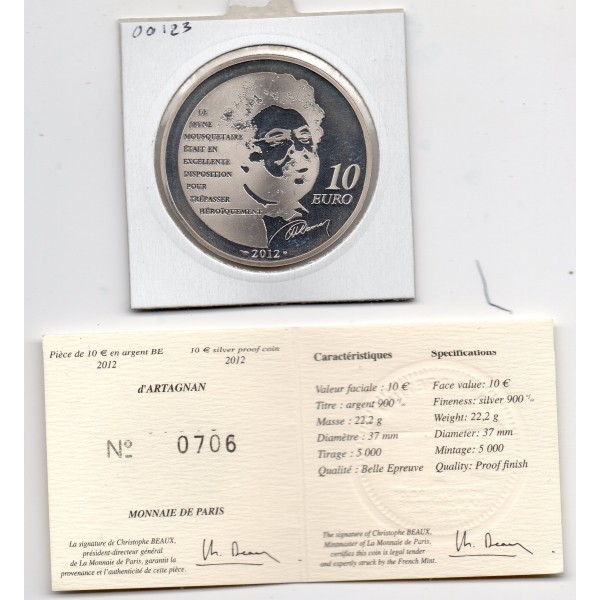 00123
LE
JEUNE
MOUSQUETAIRE
ÉTAIT EN
EXCELLENTE
DISPOSITION
POUR
TRÉPASSER
HÉROÏQUEMENT
10
EURO
2012
Pièce de 10 € en argent BE
2012
10 € silver proof coin
2012
d'ARTAGNAN
Nº 0706
MONNAIE DE PARIS
La signature de Christophe BEAUX,
président-directeur général
de La Monnaie de Paris, garantit la
provenance et l'authenticité de cette pièce.
Caractéristiques
Valeur faciale : 10 €
Titre : argent 900 °/°°
Masse : 22,2 g
Diamètre : 37 mm
Tirage : 5 000
Qualité : Belle Epreuve
Specifications
Face value: 10 €
Fineness: silver 900 °/°°
Weight: 22,2 g
Diameter: 37 mm
Mintage: 5 000
Quality: Proof finish
The signature of Christophe BEAUX,
Mintmaster of La Monnaie de Paris,
certifies this coin is legal tender
and expertly struck by the French Mint.